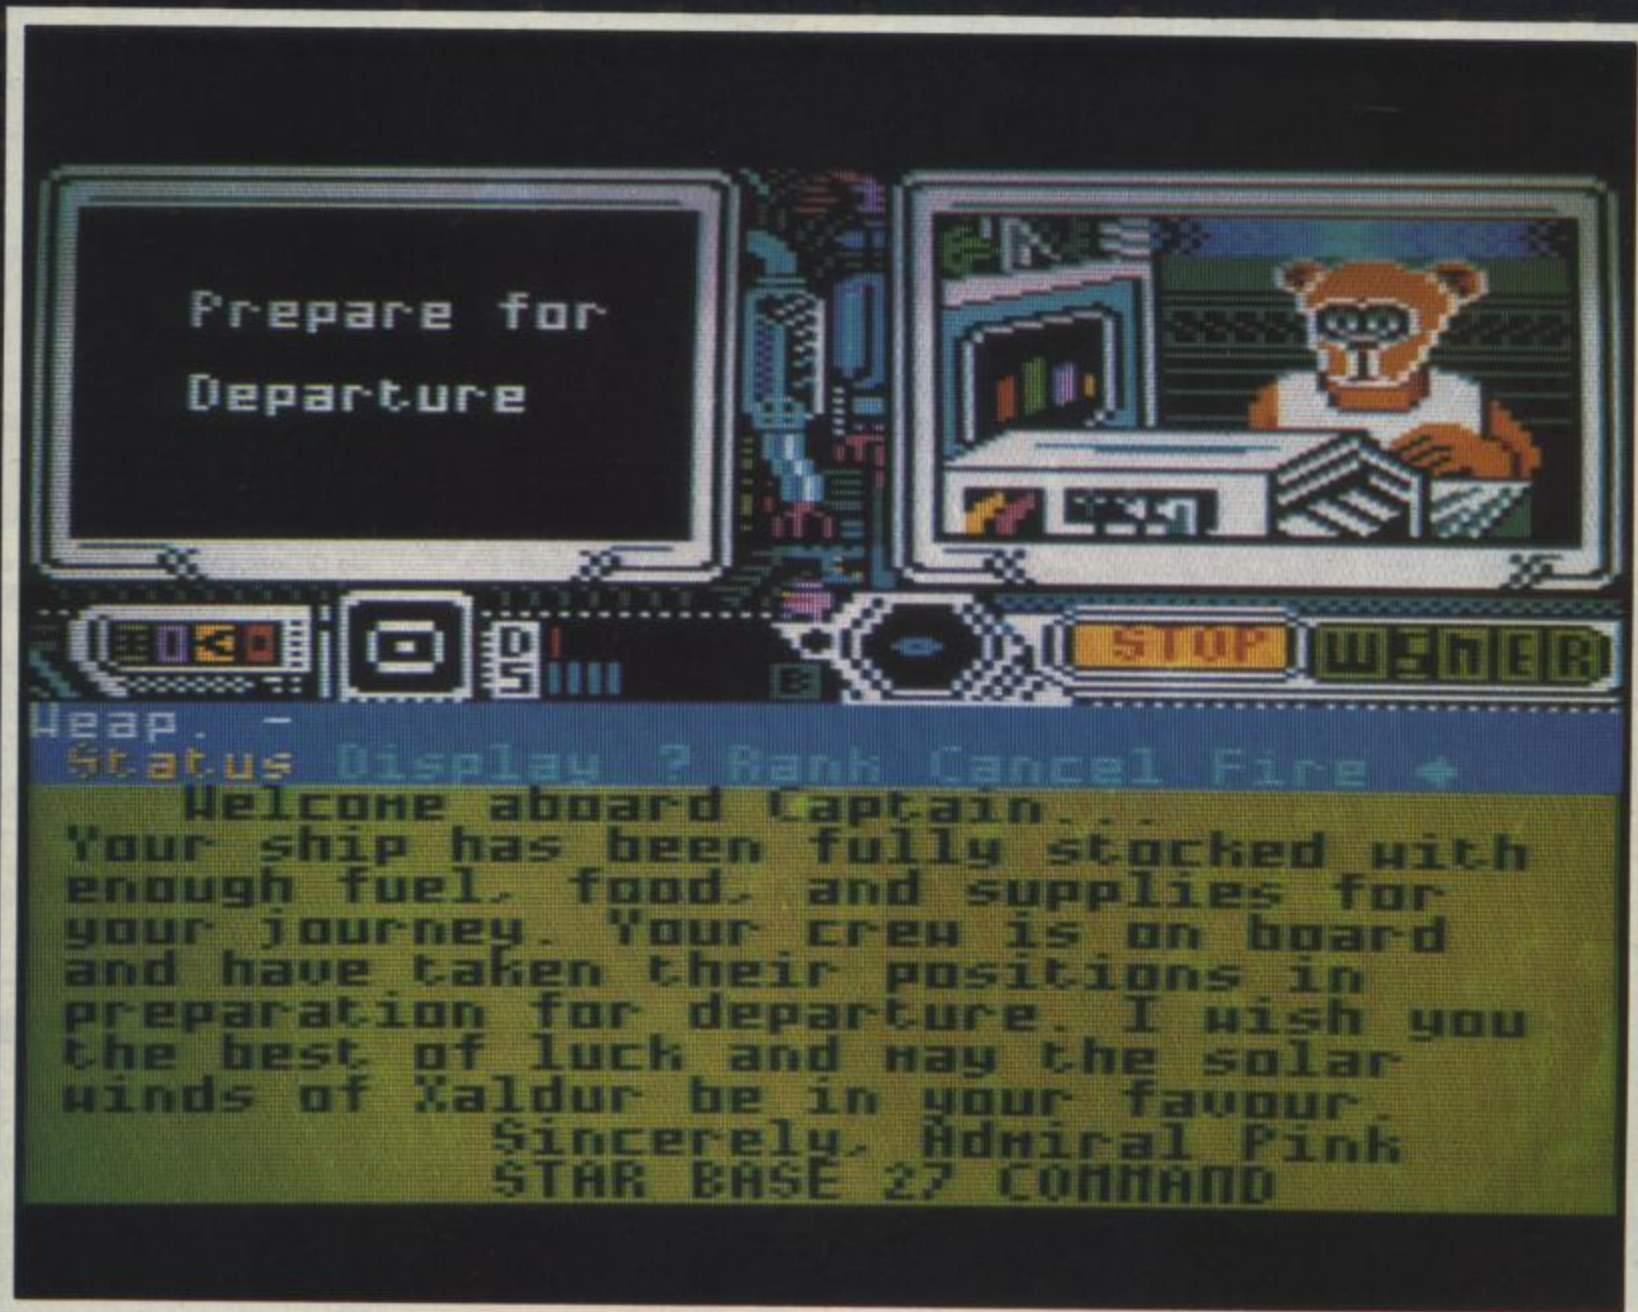 Prepare for
Departure
STOP
Weap. -
Status Display ? Rank Cancel Fire
Welcome aboard Captain...
Your ship has been fully stocked with
enough fuel, food, and supplies for
your journey. Your crew is on board
and have taken their positions in
preparation for departure. I wish you
the best of luck and may the solar
winds of Xaldur be in your favour.
Sincerely, Admiral Pink
STAR BASE 27 COMMAND